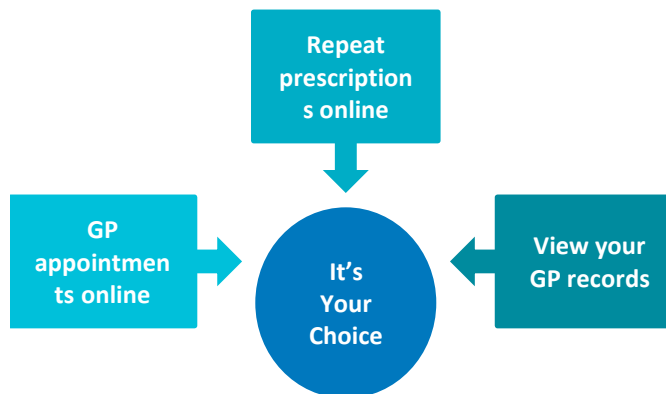 Repeat
prescription
s online
GP
appointmen
ts online
It’s
Your
Choice
View your
GP records